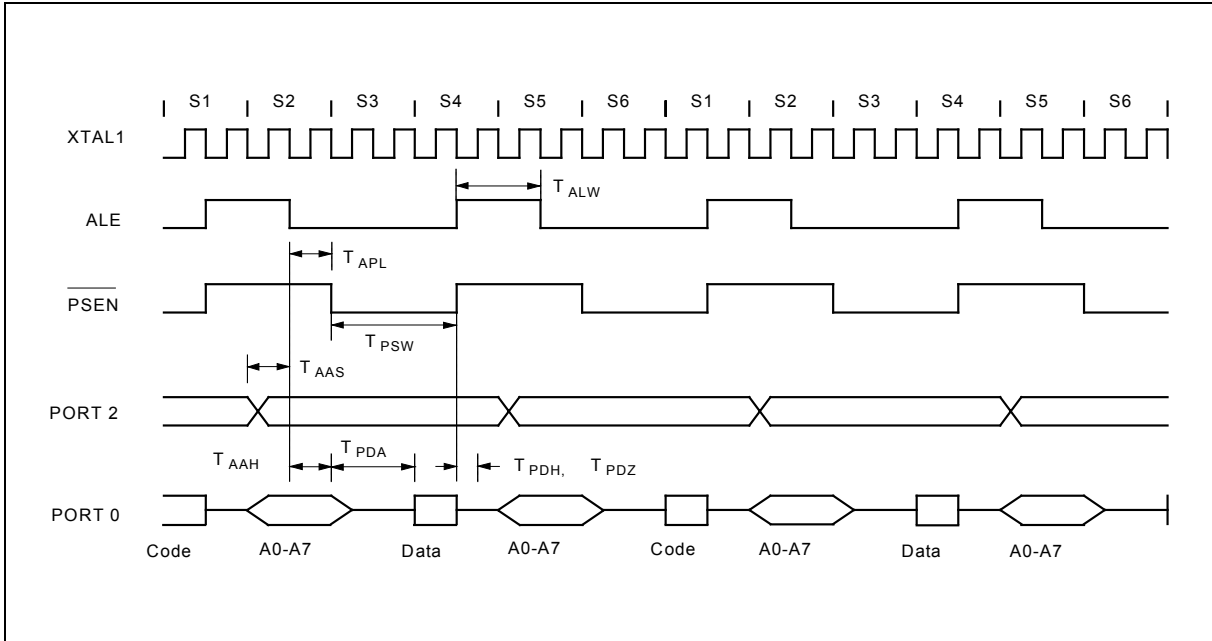 S1 S2 S3 S4 S5 S6 S1 S2 S3 S4 S5 S6
XTAL1
T ALW
ALE
T APL
PSEN
T PSW
T AAS
PORT 2
T AAH T PDA T PDH, T PDZ
PORT 0
Code A0-A7 Data A0-A7 Code A0-A7 Data A0-A7